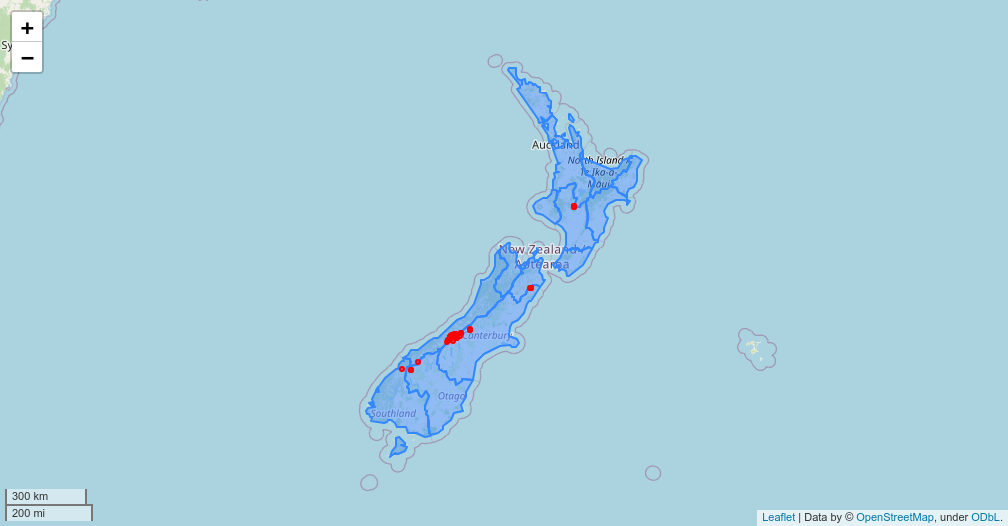 +
−
Sy
Auckland
North Island
Te Ika-a-
Māui
New Zealand /
Aotearoa
Canterbury
Otago
Southland
300 km
200 mi
Leaflet | Data by © OpenStreetMap, under ODbL.